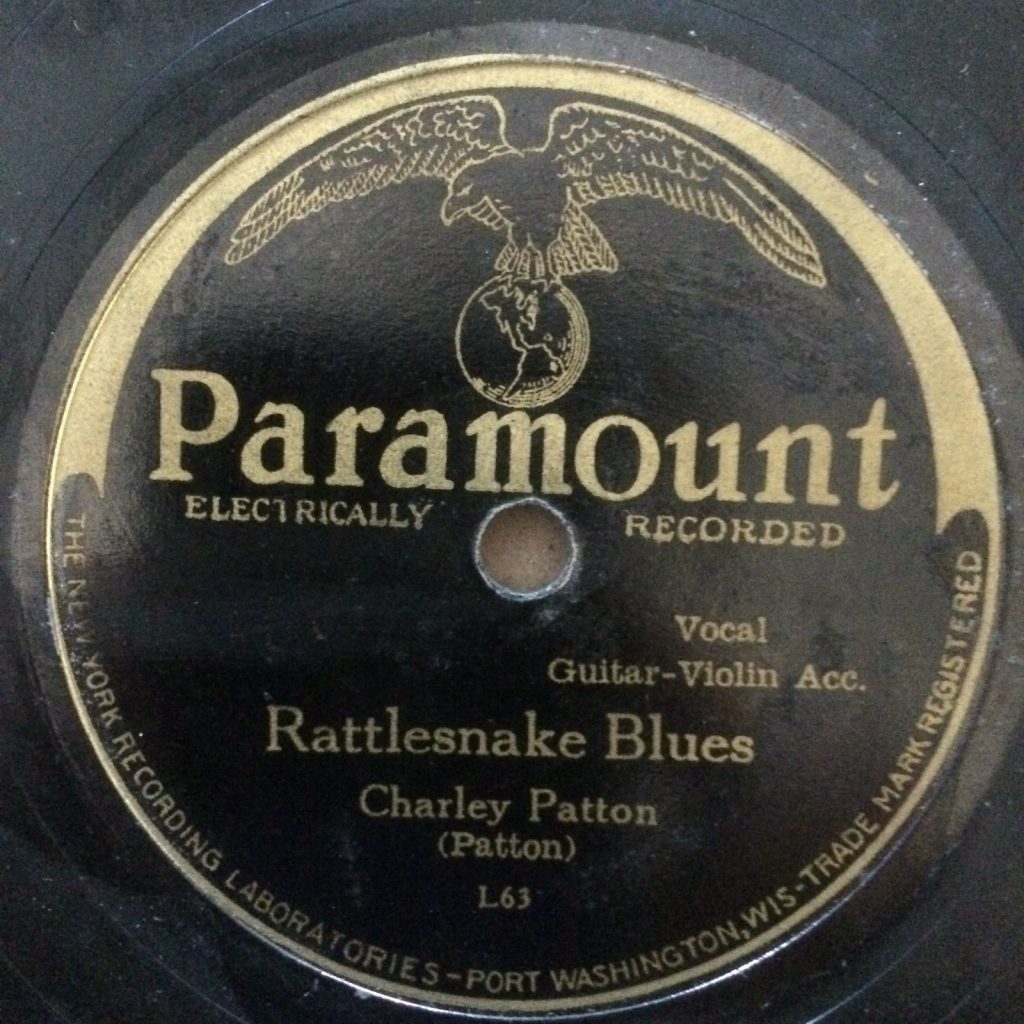 Paramount
ELECTRICALLY RECORDED
Vocal
Guitar-Violin Acc.
Rattlesnake Blues
Charley Patton
(Patton)
L63
THE NEW YORK RECORDING LABORATORIES-PORT WASHINGTON, WIS-TRADE MARK REGISTERED